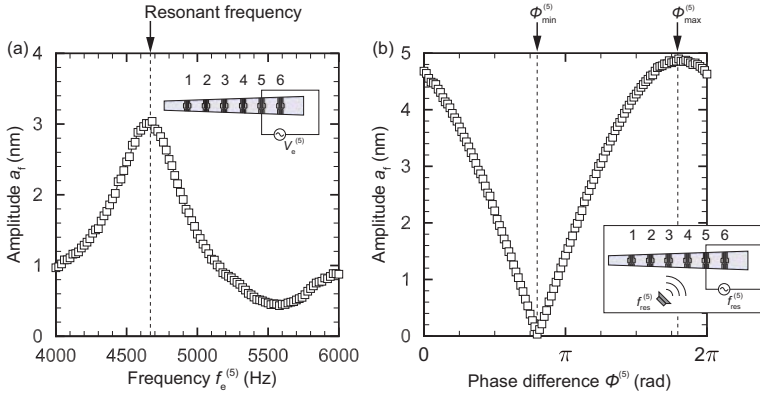 Resonant frequency
(a)
4
3
2
1
0
Amplitude a_f (nm)
4000 4500 5000 5500 6000
Frequency f_e^(5) (Hz)
1 2 3 4 5 6
V_e^(5)
Φ_min^(5) Φ_max^(5)
(b)
5
4
3
2
1
0
Amplitude a_f (nm)
0 π 2π
Phase difference Φ^(5) (rad)
1 2 3 4 5 6
f_res^(5) f_res^(5)